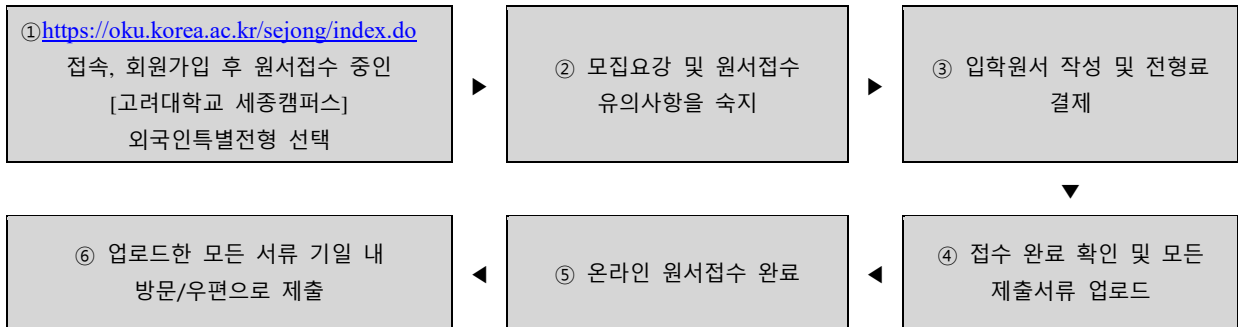 ①https://oku.korea.ac.kr/sejong/index.do
접속, 회원가입 후 원서접수 중인
[고려대학교 세종캠퍼스]
외국인특별전형 선택
▶
② 모집요강 및 원서접수
유의사항을 숙지
▶
③ 입학원서 작성 및 전형료
결제
▼
④ 접수 완료 확인 및 모든
제출서류 업로드
◀
⑤ 온라인 원서접수 완료
◀
⑥ 업로드한 모든 서류 기일 내
방문/우편으로 제출